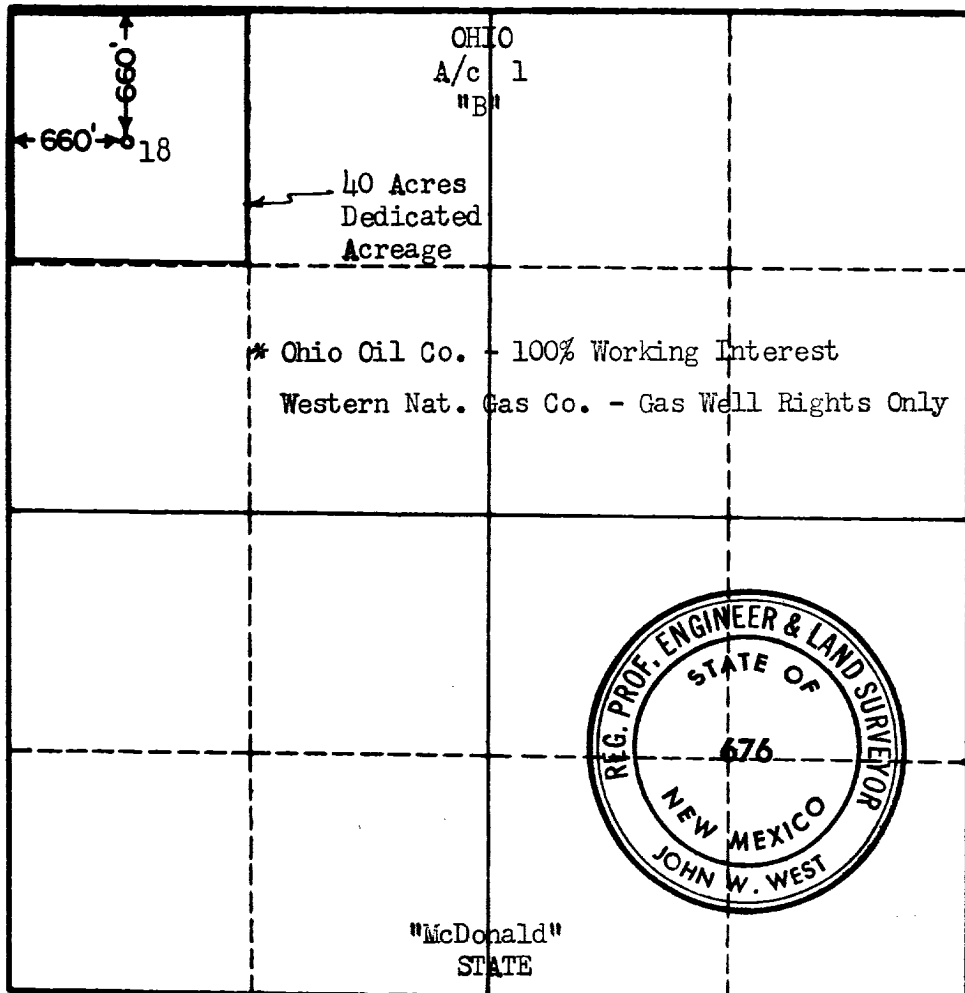 OHIO
A/c 1
"B"
660'
660'
18
40 Acres
Dedicated
Acreage
* Ohio Oil Co. - 100% Working Interest
Western Nat. Gas Co. - Gas Well Rights Only
REG. PROF. ENGINEER & LAND SURVEYOR
STATE OF
676
NEW MEXICO
JOHN W. WEST
"McDonald"
STATE